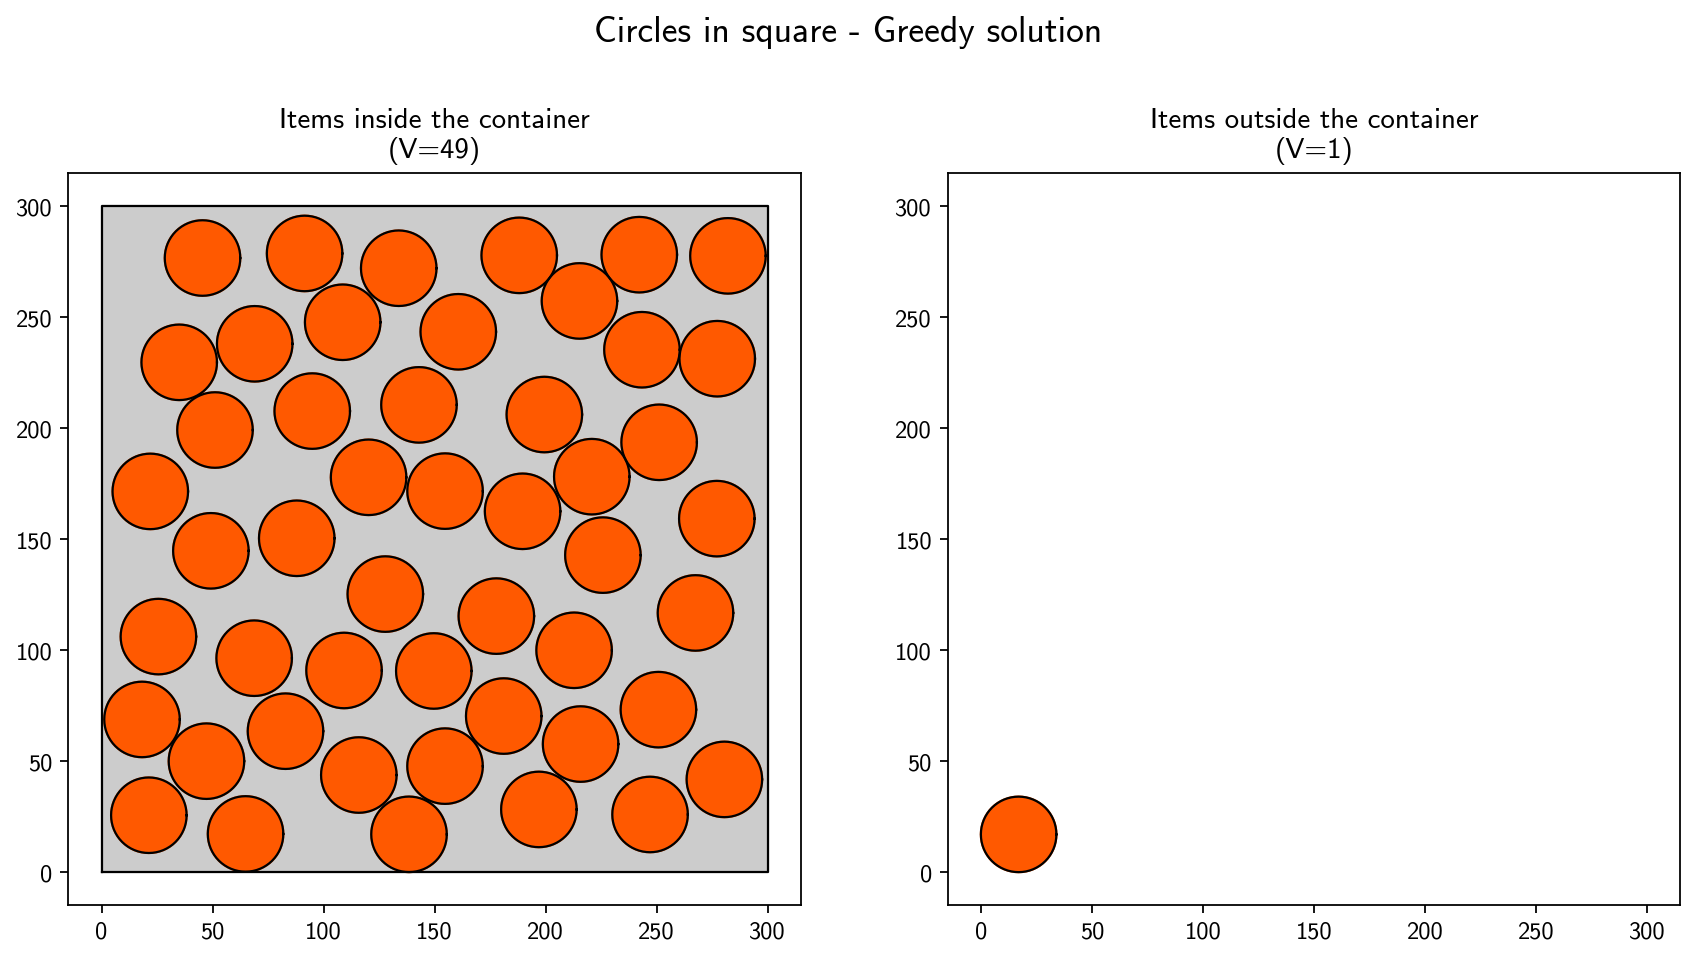 Circles in square - Greedy solution
Items inside the container
(V=49)
Items outside the container
(V=1)
300
250
200
150
100
50
0
0 50 100 150 200 250 300
300
250
200
150
100
50
0
0 50 100 150 200 250 300